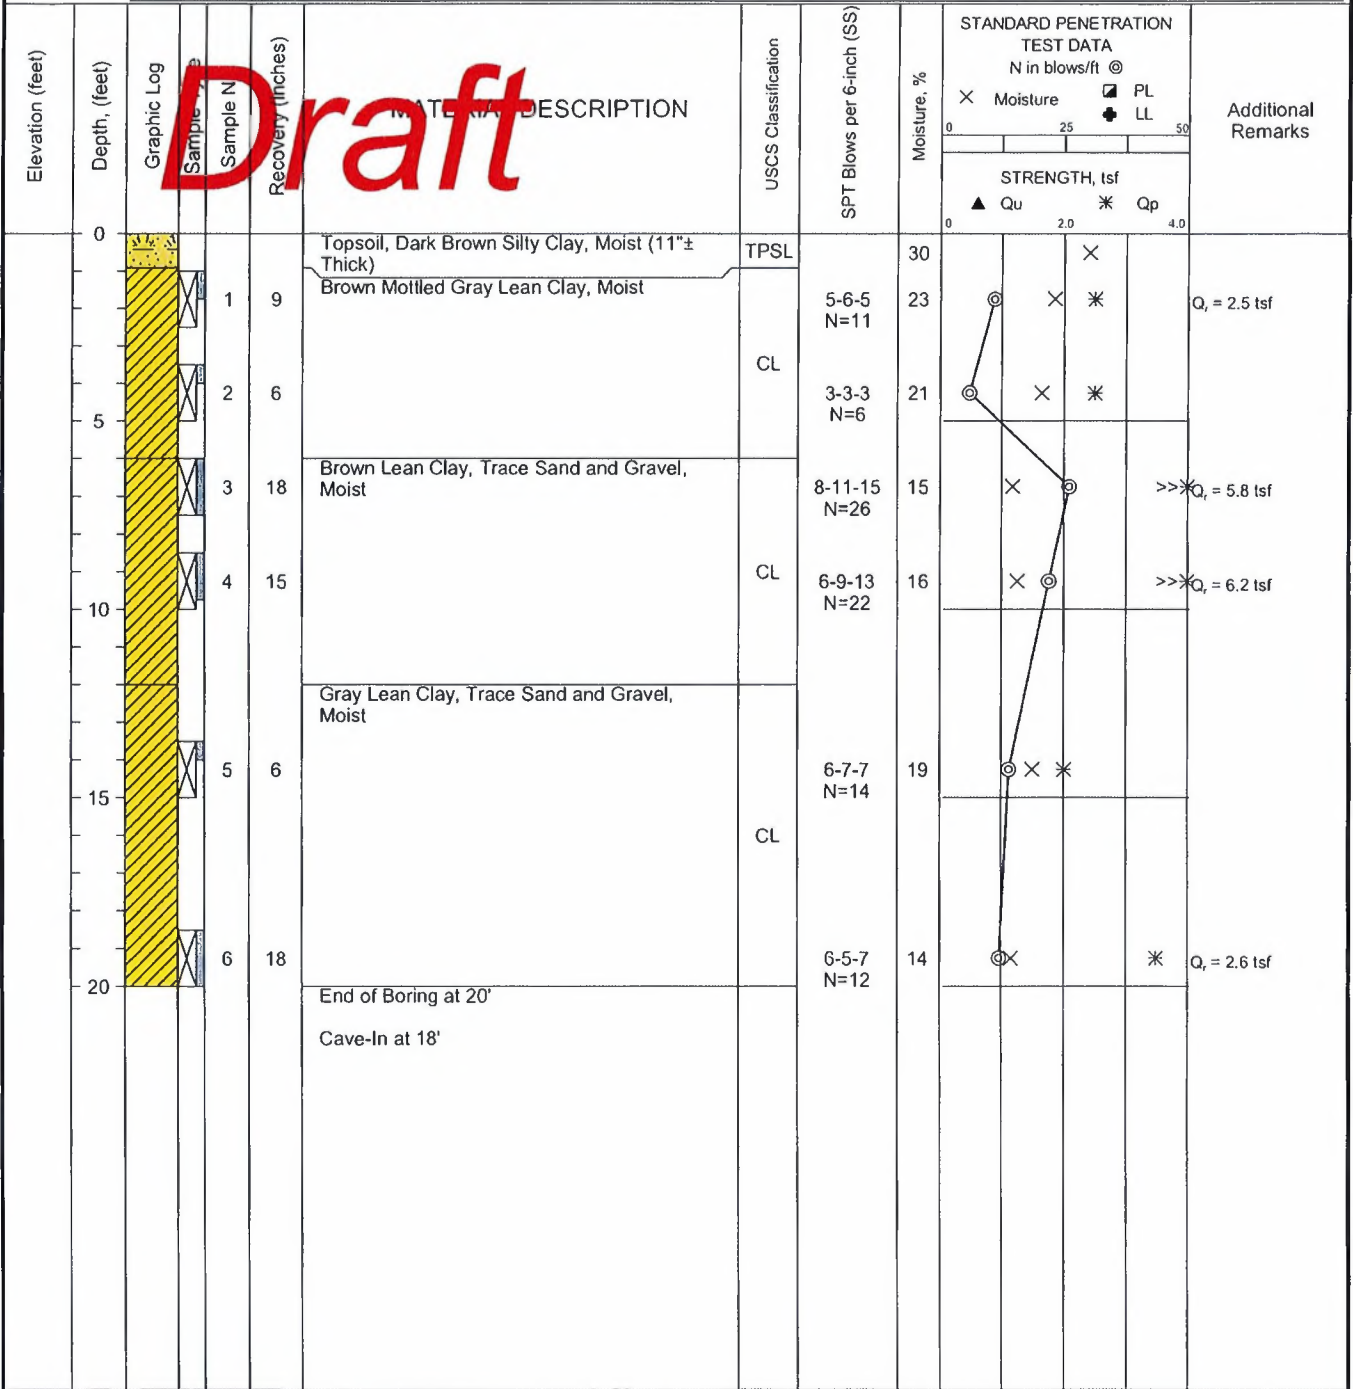 Elevation (feet)
Depth, (feet)
Graphic Log
Sample Type
Sample N
Recovery (inches)
MATERIAL DESCRIPTION
Draft
USCS Classification
SPT Blows per 6-inch (SS)
Moisture, %
STANDARD PENETRATION
TEST DATA
N in blows/ft
Moisture
PL
LL
0 25 50
STRENGTH, tsf
Qu Qp
0 2.0 4.0
Additional
Remarks
0
Topsoil, Dark Brown Silty Clay, Moist (11"±
Thick)
TPSL
30
Brown Mottled Gray Lean Clay, Moist
1 9
5-6-5
N=11
23
Qr = 2.5 tsf
CL
2 6
3-3-3
N=6
21
5
Brown Lean Clay, Trace Sand and Gravel,
Moist
3 18
8-11-15
N=26
15
>>
Qr = 5.8 tsf
CL
4 15
6-9-13
N=22
16
>>
Qr = 6.2 tsf
10
Gray Lean Clay, Trace Sand and Gravel,
Moist
5 6
6-7-7
N=14
19
15
CL
6 18
6-5-7
N=12
14
Qr = 2.6 tsf
20
End of Boring at 20'
Cave-In at 18'